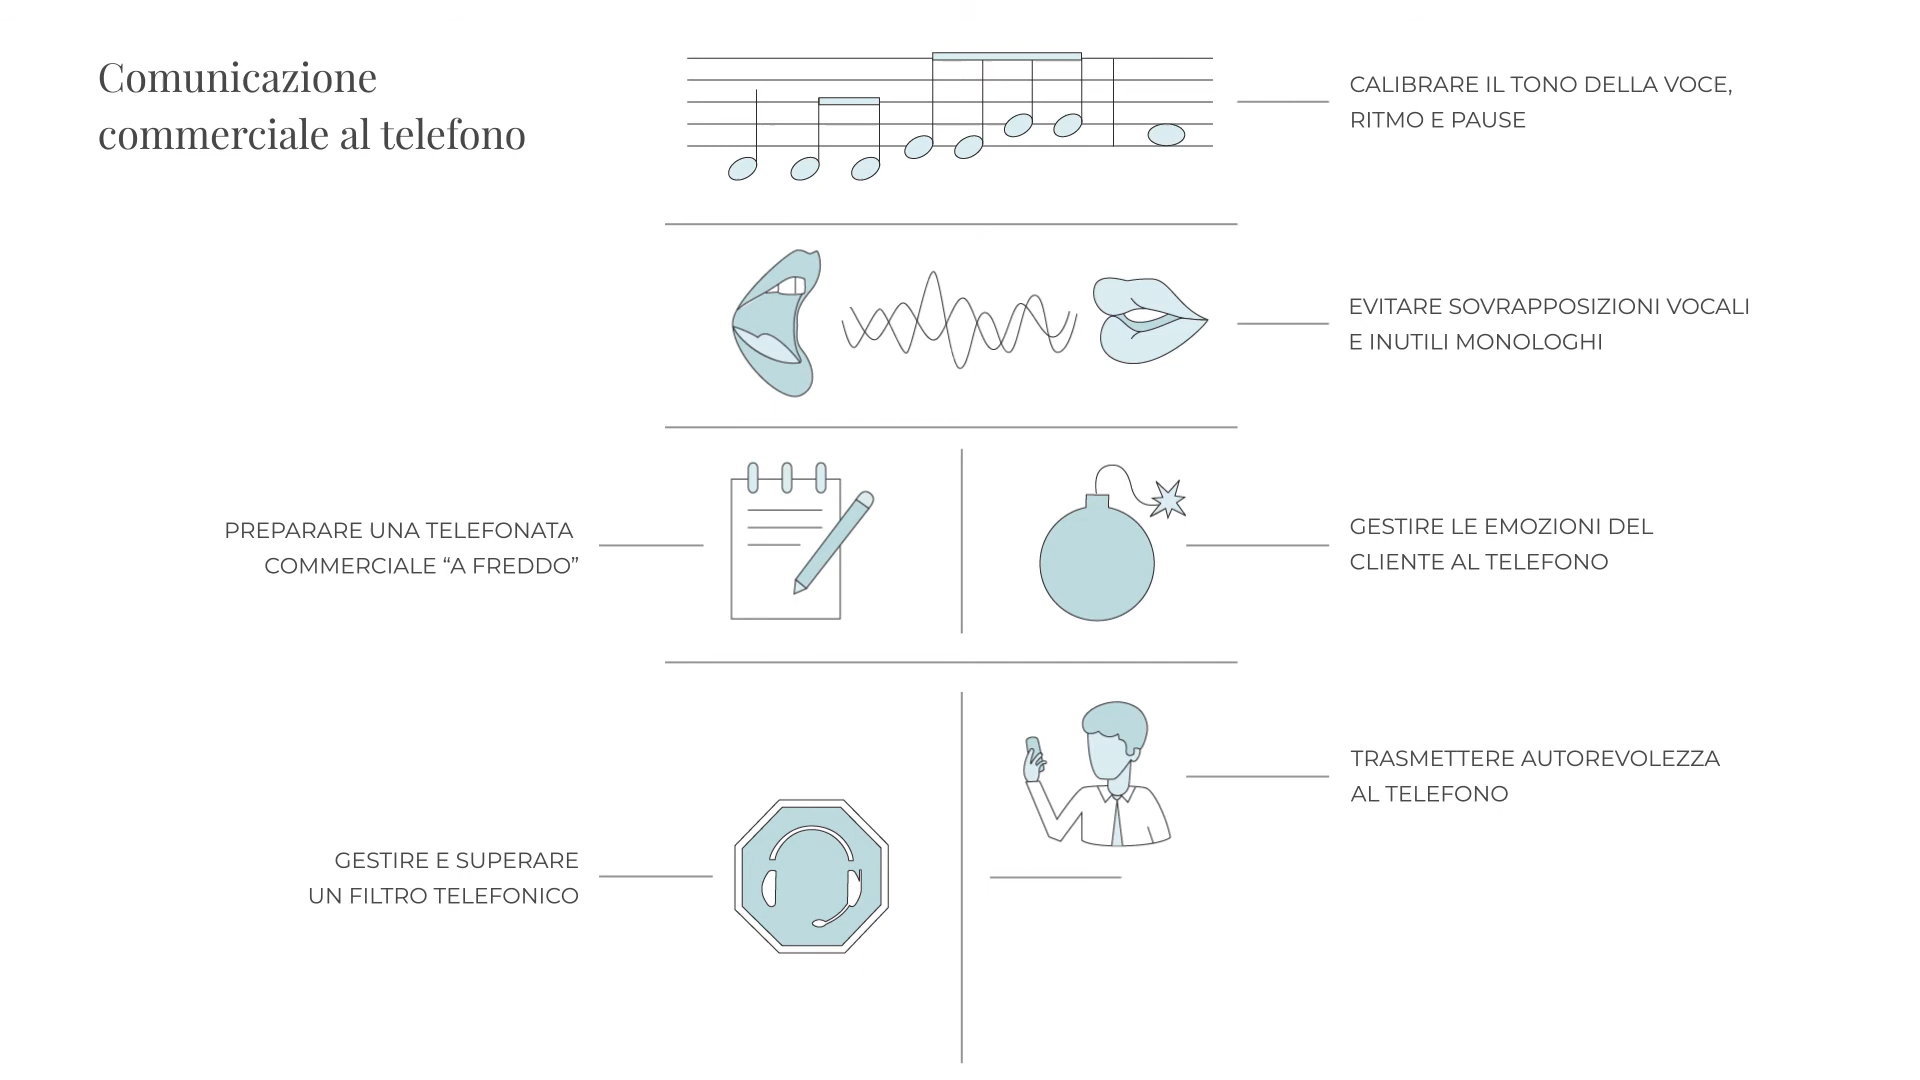 Comunicazione
commerciale al telefono
CALIBRARE IL TONO DELLA VOCE,
RITMO E PAUSE
EVITARE SOVRAPPOSIZIONI VOCALI
E INUTILI MONOLOGHI
PREPARARE UNA TELEFONATA
COMMERCIALE “A FREDDO”
GESTIRE LE EMOZIONI DEL
CLIENTE AL TELEFONO
TRASMETTERE AUTOREVOLEZZA
AL TELEFONO
GESTIRE E SUPERARE
UN FILTRO TELEFONICO